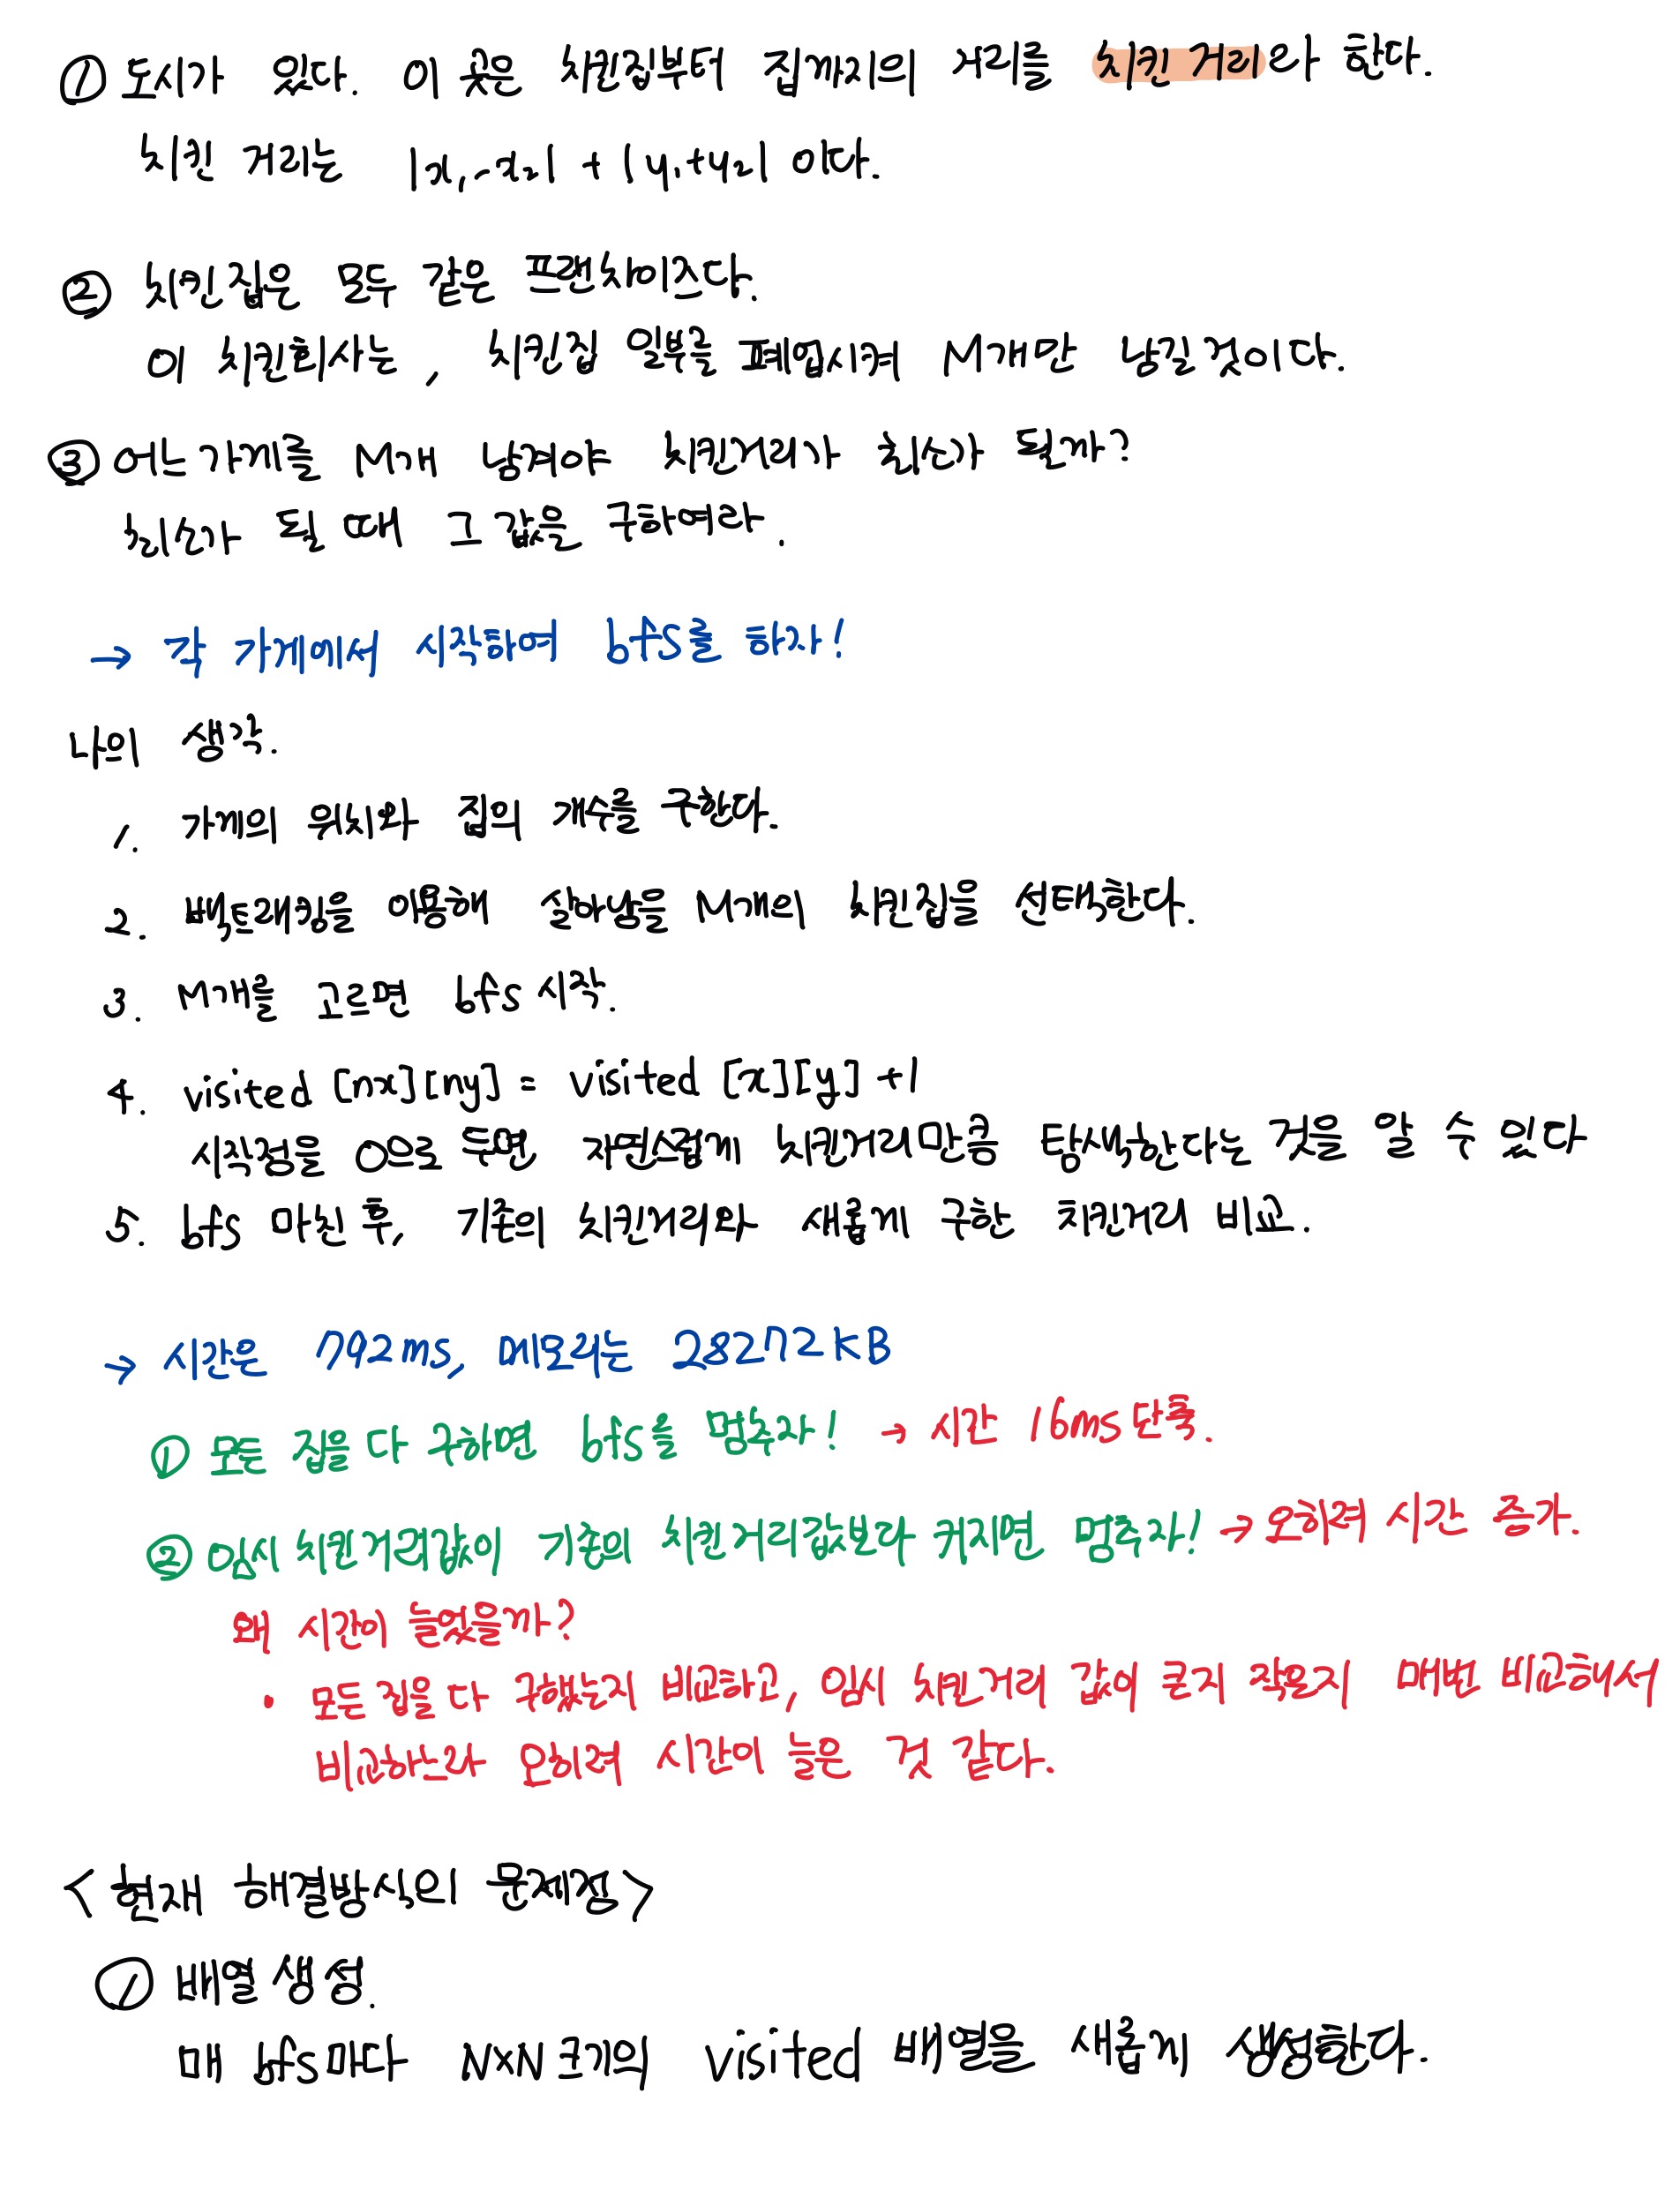 ① 도시가 있다. 이 곳은 치킨집부터 집까지의 거리를 치킨 거리라 한다.
치킨 거리는 |x₁-x₂| + |y₁+y₂| 이다.
② 치킨집은 모두 같은 프랜차이즈다.
이 치킨회사는, 치킨집 일부를 폐업시켜 M개만 남길것이다.
③ 어느가게를 M개 남겨야 치킨거리가 최소가 될까?
최소가 될 때 그 값을 구하여라.
→ 각 가게에서 시작하여 bfs를 하자!
나의 생각.
1. 가게의 위치와 집의 개수를 구한다.
2. 백트래킹을 이용해 살아남을 M개의 치킨집을 선택한다.
3. M개를 고르면 bfs 시작.
4. visited [nx][ny] = visited [x][y] +1
시작점을 0으로 두면 자연스럽게 치킨거리만큼 탐색한다는 것을 알 수 있다
5. bfs 마친 후, 기존의 치킨거리와 새롭게 구한 치킨거리 비교.
→ 시간은 792ms, 메모리는 28272KB
① 모든 집을 다 구하면 bfs를 멈추자! → 시간 16ms 단축.
② 임시 치킨거리값이 기존의 치킨거리값보다 커지면 멈추자! → 오히려 시간 증가.
왜 시간이 늘었을까?
• 모든 집을 다 구했는지 비교하고, 임시 치킨거리 값이 큰지 작을지 매번 비교해서
비교하느라 오히려 시간이 늘은 것 같다.
<현재 해결방식의 문제점>
① 배열 생성.
매 bfs마다 N×N 크기의 visited 배열을 새롭게 생성한다.